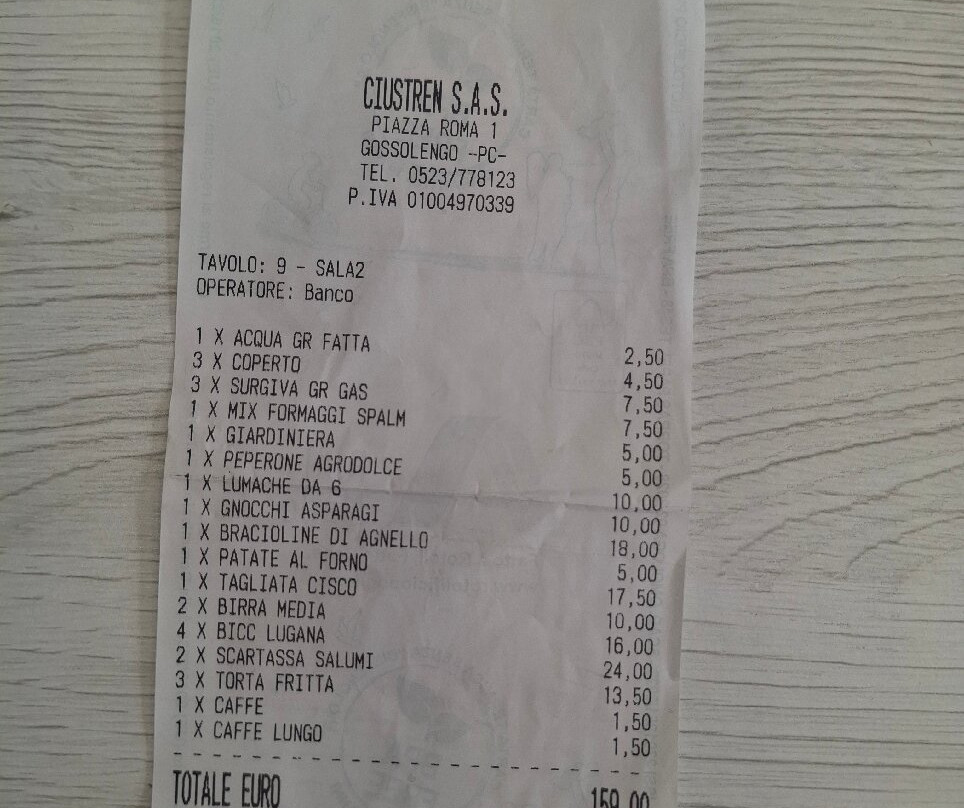 CIUSTREN S.A.S.
PIAZZA ROMA 1
GOSSOLENGO -PC-
TEL. 0523/778123
P.IVA 01004970339
TAVOLO: 9 - SALA2
OPERATORE: Banco
1 X ACQUA GR FATTA 2,50
3 X COPERTO 4,50
3 X SURGIVA GR GAS 7,50
1 X MIX FORMAGGI SPALM 7,50
1 X GIARDINIERA 5,00
1 X PEPERONE AGRODOLCE 5,00
1 X LUMACHE DA 6 10,00
1 X GNOCCHI ASPARAGI 10,00
1 X BRACIOLINE DI AGNELLO 18,00
1 X PATATE AL FORNO 5,00
1 X TAGLIATA CISCO 17,50
2 X BIRRA MEDIA 10,00
4 X BICC LUGANA 16,00
2 X SCARTASSA SALUMI 24,00
3 X TORTA FRITTA 13,50
1 X CAFFE 1,50
1 X CAFFE LUNGO 1,50
TOTALE EURO 159,00